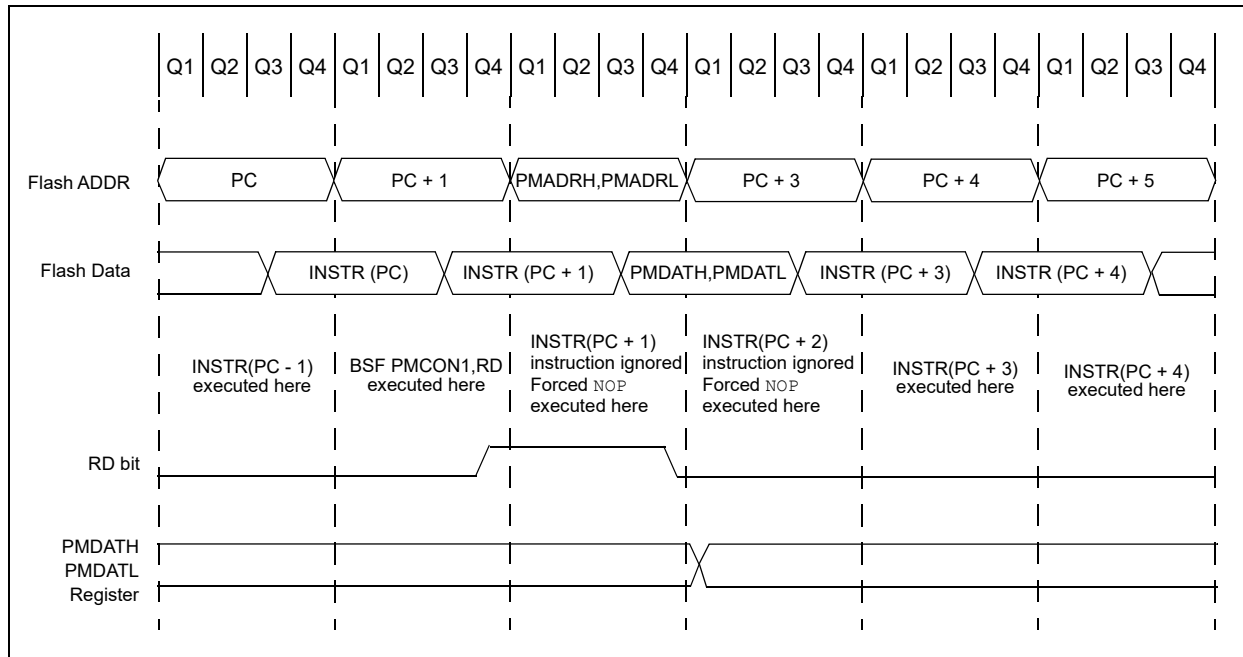 Q1 Q2 Q3 Q4 Q1 Q2 Q3 Q4 Q1 Q2 Q3 Q4 Q1 Q2 Q3 Q4 Q1 Q2 Q3 Q4 Q1 Q2 Q3 Q4
Flash ADDR PC PC + 1 PMADRH,PMADRL PC + 3 PC + 4 PC + 5
Flash Data INSTR (PC) INSTR (PC + 1) PMDATH,PMDATL INSTR (PC + 3) INSTR (PC + 4)
INSTR(PC - 1)
executed here
BSF PMCON1,RD
executed here
INSTR(PC + 1)
instruction ignored
Forced NOP
executed here
INSTR(PC + 2)
instruction ignored
Forced NOP
executed here
INSTR(PC + 3)
executed here
INSTR(PC + 4)
executed here
RD bit
PMDATH
PMDATL
Register